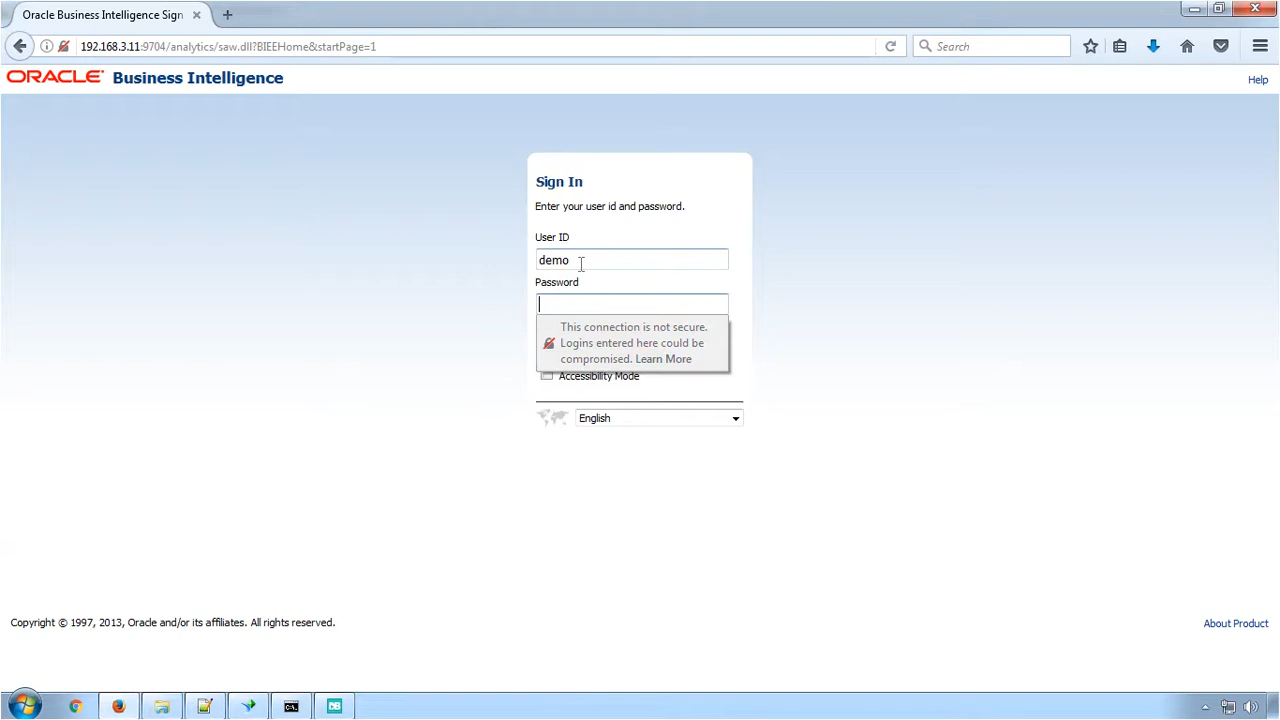 Oracle Business Intelligence Sign
192.168.3.11:9704/analytics/saw.dll?BIEEHome&startPage=1
Search
ORACLE Business Intelligence
Help
Sign In
Enter your user id and password.
User ID
demo
Password
This connection is not secure.
Logins entered here could be
compromised. Learn More
Accessibility Mode
English
Copyright © 1997, 2013, Oracle and/or its affiliates. All rights reserved.
About Product